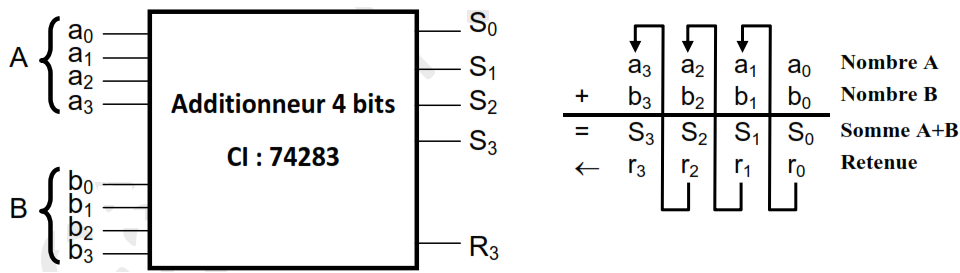 A
a₀
a₁
a₂
a₃
B
b₀
b₁
b₂
b₃
Additionneur 4 bits
CI : 74283
S₀
S₁
S₂
S₃
R₃
a₃ a₂ a₁ a₀ Nombre A
+ b₃ b₂ b₁ b₀ Nombre B
= S₃ S₂ S₁ S₀ Somme A+B
← r₃ r₂ r₁ r₀ Retenue